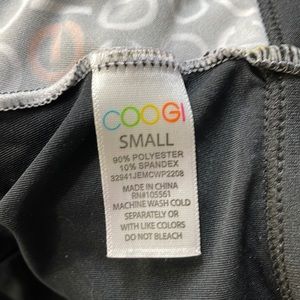 COOGI
SMALL
90% POLYESTER
10% SPANDEX
32941JEMCWP2208
MADE IN CHINA
RN#105561
MACHINE WASH COLD
SEPARATELY OR
WITH LIKE COLORS
DO NOT BLEACH